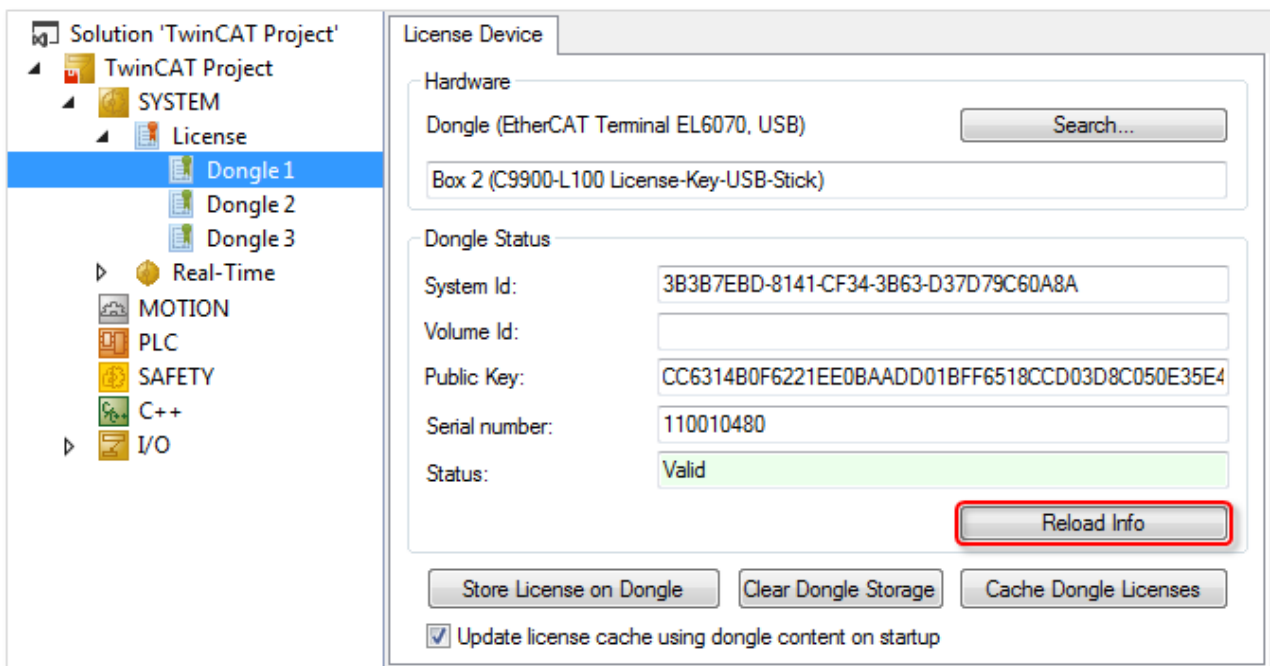 Solution 'TwinCAT Project'
TwinCAT Project
SYSTEM
License
Dongle 1
Dongle 2
Dongle 3
Real-Time
MOTION
PLC
SAFETY
C++
I/O
License Device
Hardware
Dongle (EtherCAT Terminal EL6070, USB)
Search...
Box 2 (C9900-L100 License-Key-USB-Stick)
Dongle Status
System Id: 3B3B7EBD-8141-CF34-3B63-D37D79C60A8A
Volume Id:
Public Key: CC6314B0F6221EE0BAADD01BFF6518CCD03D8C050E35E4
Serial number: 110010480
Status: Valid
Reload Info
Store License on Dongle Clear Dongle Storage Cache Dongle Licenses
Update license cache using dongle content on startup